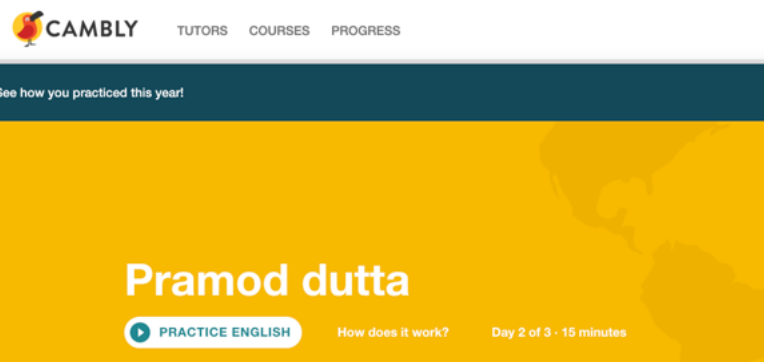 CAMBLY TUTORS COURSES PROGRESS
See how you practiced this year!
Pramod dutta
PRACTICE ENGLISH How does it work? Day 2 of 3 · 15 minutes